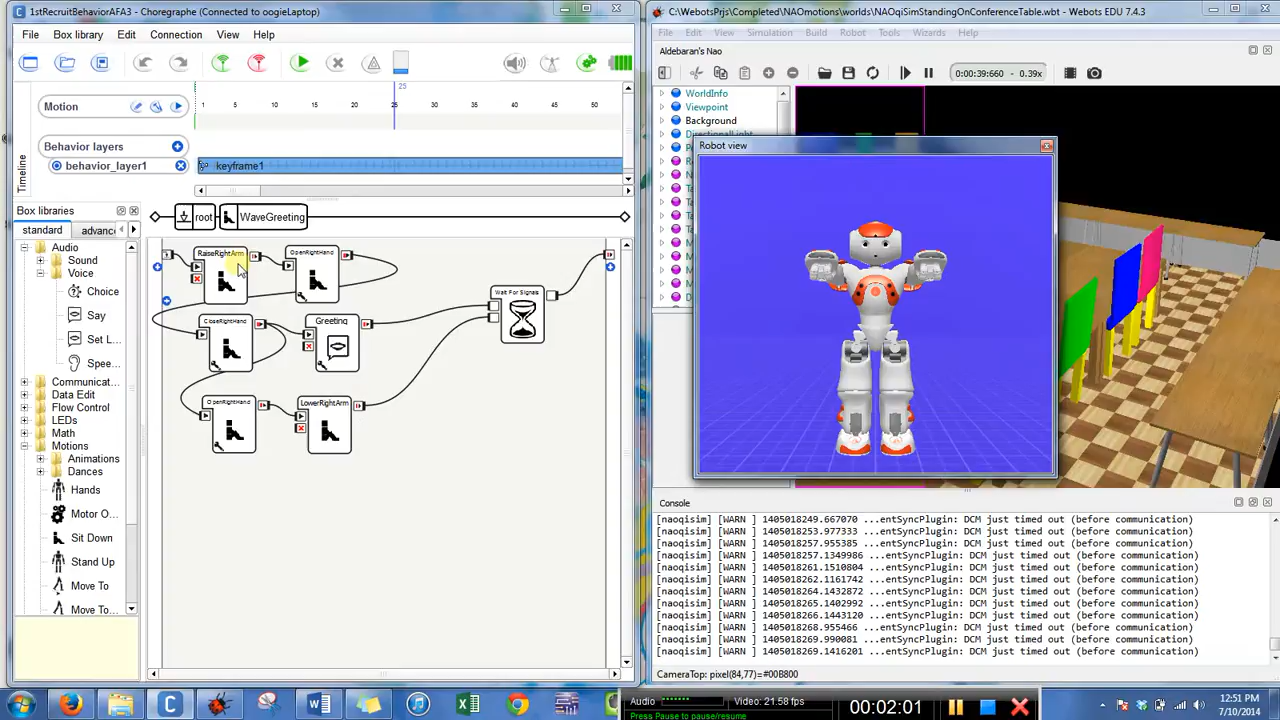 1stRecruitBehaviorAFA3 - Choregraphe (Connected to oogieLaptop)
File Box library Edit Connection View Help
25
Motion
1 5 10 15 20 25 30 35 40 45 50
Timeline
Behavior layers
behavior_layer1
keyframe1
Box libraries
standard
advanc
root
WaveGreeting
Audio
Sound
Voice
Choice
Say
Set L...
Spee...
Communicat...
Data Edit
Flow Control
LEDs
Math
Motions
Animations
Dances
Hands
Motor O...
Sit Down
Stand Up
Move To
Move To...
RaiseRightArm
OpenRightHand
CloseRightHand
Greeting
Wait For Signals
OpenRightHand
LowerRightArm
C:\WebotsPrjs\Completed\NAOmotions\worlds\NAOqiSimStandingOnConferenceTable.wbt - Webots EDU 7.4.3
File Edit View Simulation Build Robot Tools Wizards Help
Aldebaran's Nao
0:00:39:660 - 0.39x
WorldInfo
Viewpoint
Background
DirectionalLight
Robot view
Console
[naoqisim] [WARN ] 1405018249.667070 ...entSyncPlugin: DCM just timed out (before communication)
[naoqisim] [WARN ] 1405018253.977333 ...entSyncPlugin: DCM just timed out (before communication)
[naoqisim] [WARN ] 1405018257.955385 ...entSyncPlugin: DCM just timed out (before communication)
[naoqisim] [WARN ] 1405018257.1349986 ...entSyncPlugin: DCM just timed out (before communication)
[naoqisim] [WARN ] 1405018261.1510804 ...entSyncPlugin: DCM just timed out (before communication)
[naoqisim] [WARN ] 1405018262.1161742 ...entSyncPlugin: DCM just timed out (before communication)
[naoqisim] [WARN ] 1405018264.1432872 ...entSyncPlugin: DCM just timed out (before communication)
[naoqisim] [WARN ] 1405018265.1402992 ...entSyncPlugin: DCM just timed out (before communication)
[naoqisim] [WARN ] 1405018266.1443120 ...entSyncPlugin: DCM just timed out (before communication)
[naoqisim] [WARN ] 1405018268.955466 ...entSyncPlugin: DCM just timed out (before communication)
[naoqisim] [WARN ] 1405018269.990081 ...entSyncPlugin: DCM just timed out (before communication)
[naoqisim] [WARN ] 1405018269.1416201 ...entSyncPlugin: DCM just timed out (before communication)
CameraTop: pixel(84,77)=#00B800
Audio
Video: 21.58 fps
Press Pause to pause/resume
00:02:01
12:51 PM
7/10/2014